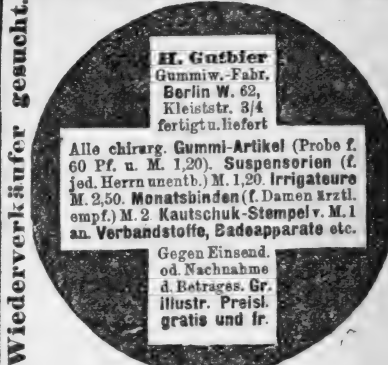 Wiederverkäufer gesucht.
H. Gutbier
Gummiw.-Fabr.
Berlin W. 62,
Kleiststr. 3/4
fertigt u. liefert
Alle chirurg. Gummi-Artikel (Probe f.
60 Pf. u. M. 1,20). Suspensorien (f.
jed. Herrn unentb.) M. 1,20. Irrigateure
M. 2,50. Monatsbinden (f. Damen ärztl.
empf.) M. 2. Kautschuk-Stempel v. M. 1
an. Verbandstoffe, Badeapparate etc.
Gegen Einsend.
od. Nachnahme
d. Betrages. Gr.
illustr. Preisl.
gratis und fr.